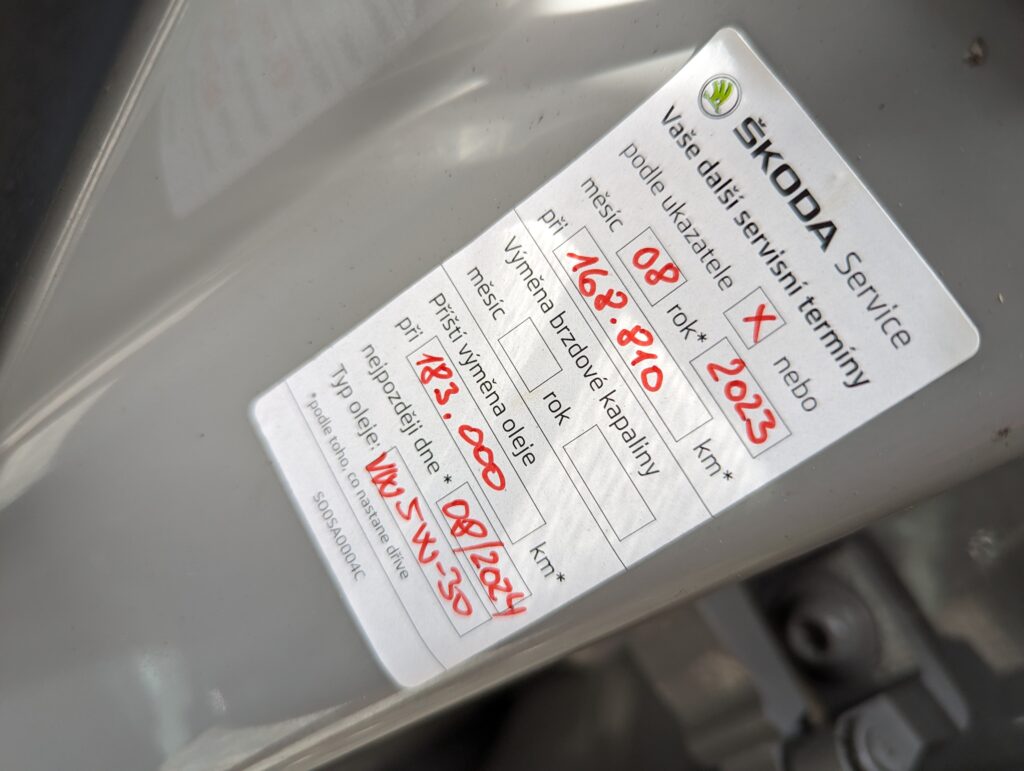 ŠKODA Service
Vaše další servisní termíny
podle ukazatele X nebo
měsíc 08 rok* 2023
při 168.810 km*
Výměna brzdové kapaliny
měsíc rok
příští výměna oleje
při 183.000 km*
nejpozději dne * 08/2024
Typ oleje: VW 5W-30
*podle toho, co nastane dříve
S00SA0004C